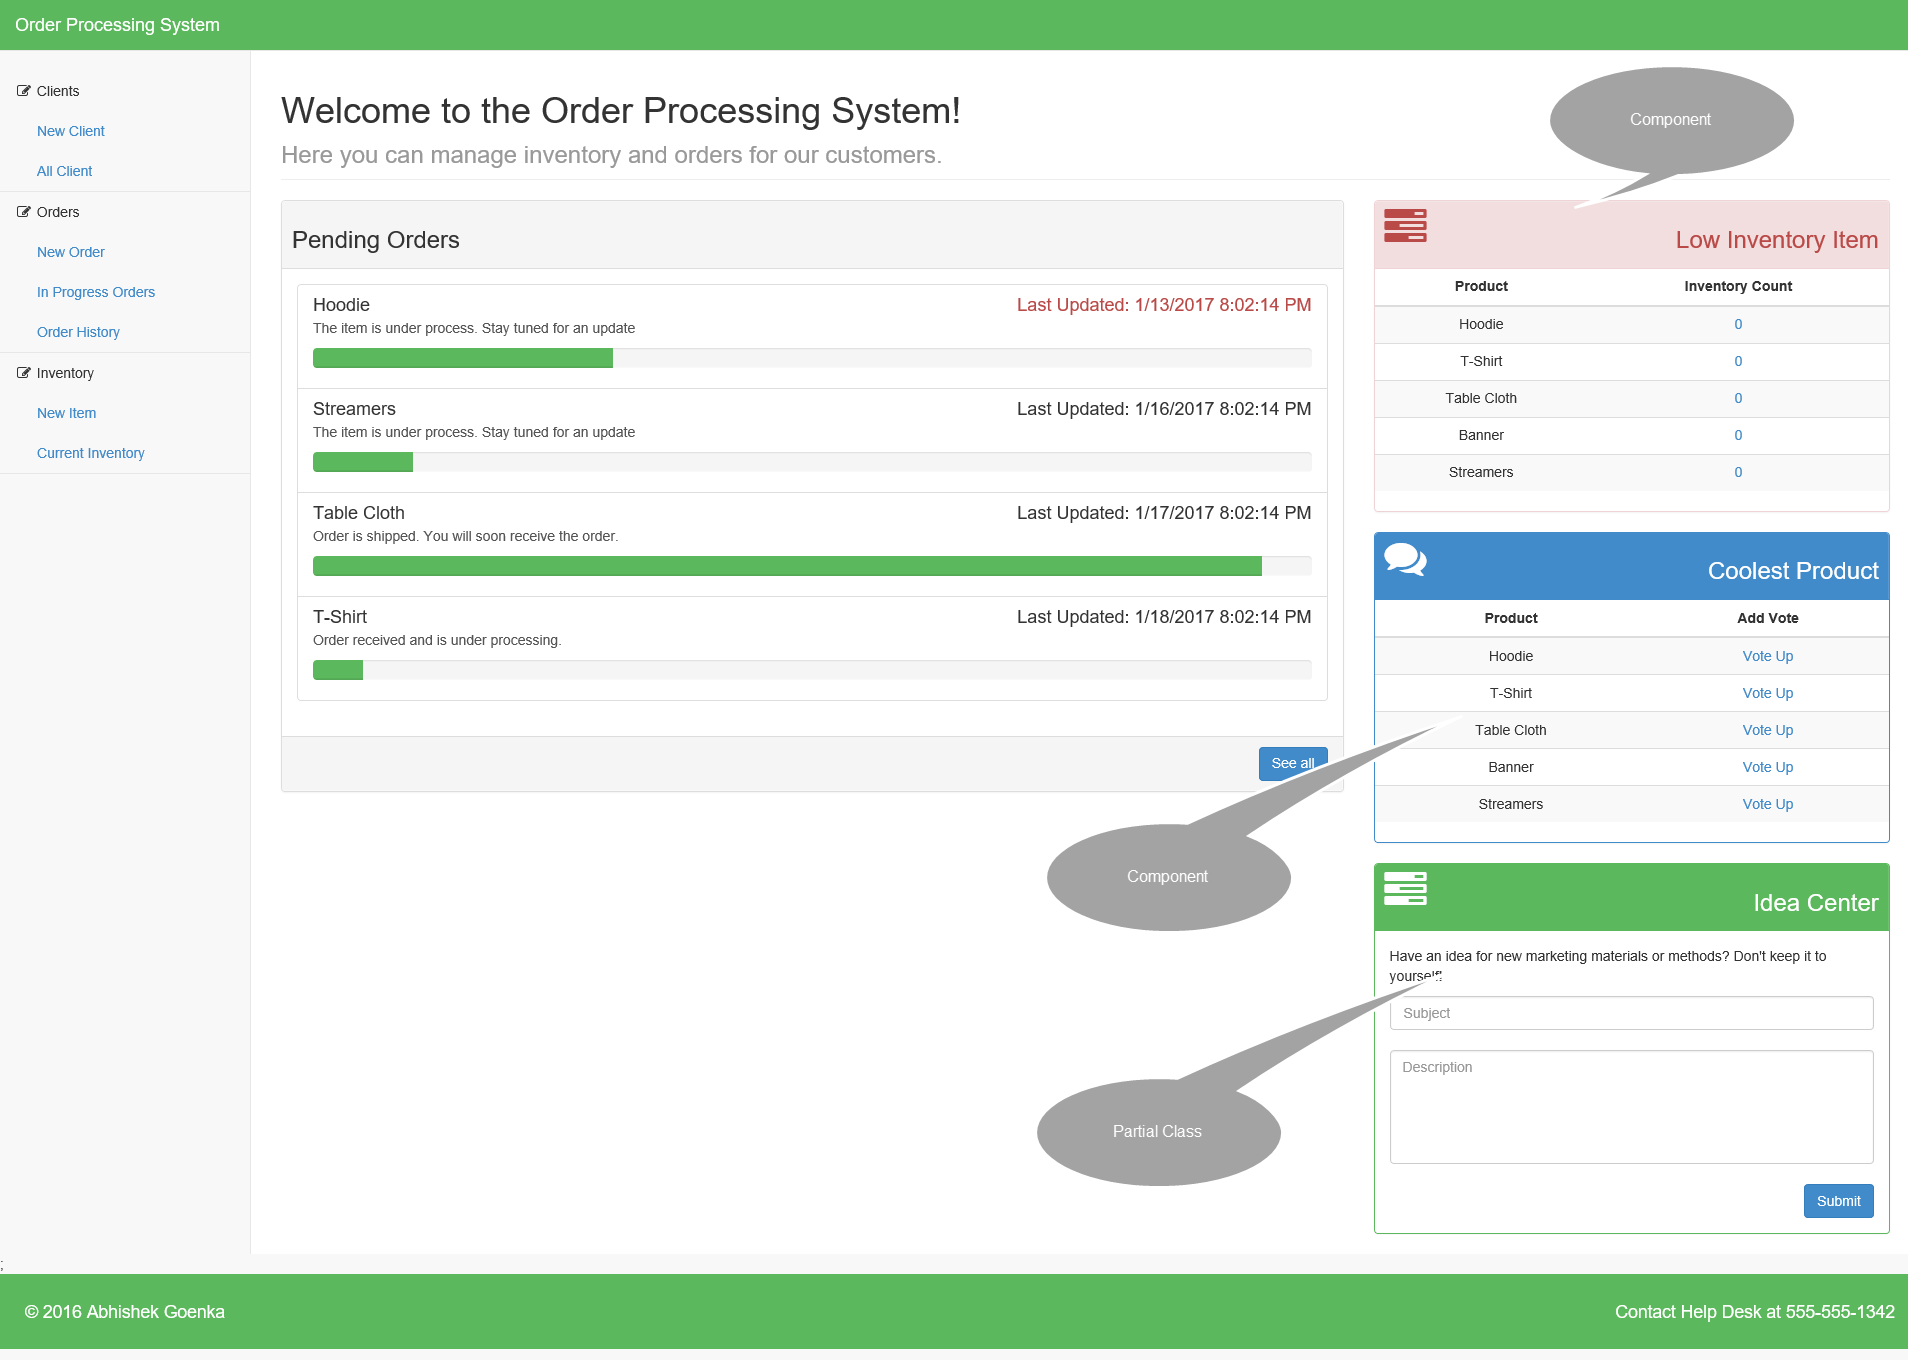 Order Processing System
Clients
New Client
All Client
Orders
New Order
In Progress Orders
Order History
Inventory
New Item
Current Inventory
Welcome to the Order Processing System!
Here you can manage inventory and orders for our customers.
Component
Pending Orders
Hoodie Last Updated: 1/13/2017 8:02:14 PM
The item is under process. Stay tuned for an update
Streamers Last Updated: 1/16/2017 8:02:14 PM
The item is under process. Stay tuned for an update
Table Cloth Last Updated: 1/17/2017 8:02:14 PM
Order is shipped. You will soon receive the order.
T-Shirt Last Updated: 1/18/2017 8:02:14 PM
Order received and is under processing.
See all
Component
Partial Class
Low Inventory Item
Product Inventory Count
Hoodie 0
T-Shirt 0
Table Cloth 0
Banner 0
Streamers 0
Coolest Product
Product Add Vote
Hoodie Vote Up
T-Shirt Vote Up
Table Cloth Vote Up
Banner Vote Up
Streamers Vote Up
Idea Center
Have an idea for new marketing materials or methods? Don't keep it to
yourself!
Subject
Description
Submit
;
© 2016 Abhishek Goenka
Contact Help Desk at 555-555-1342